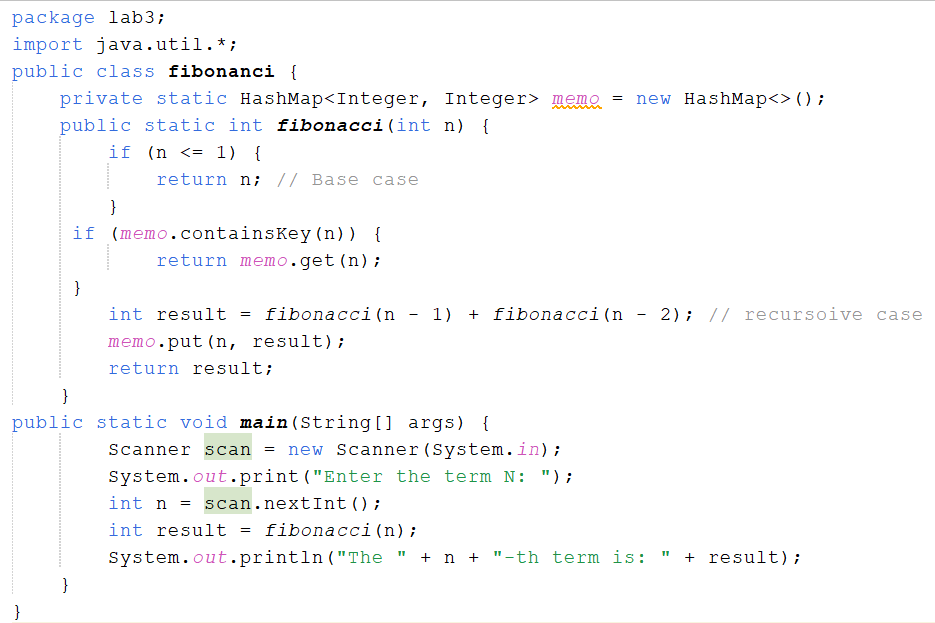 package lab3;
import java.util.*;
public class fibonanci {
    private static HashMap<Integer, Integer> memo = new HashMap<>();
    public static int fibonacci(int n) {
        if (n <= 1) {
            return n; // Base case
        }
     if (memo.containsKey(n)) {
            return memo.get(n);
     }
        int result = fibonacci(n - 1) + fibonacci(n - 2); // recursoive case
        memo.put(n, result);
        return result;
    }
public static void main(String[] args) {
        Scanner scan = new Scanner(System.in);
        System.out.print("Enter the term N: ");
        int n = scan.nextInt();
        int result = fibonacci(n);
        System.out.println("The " + n + "-th term is: " + result);
    }
}